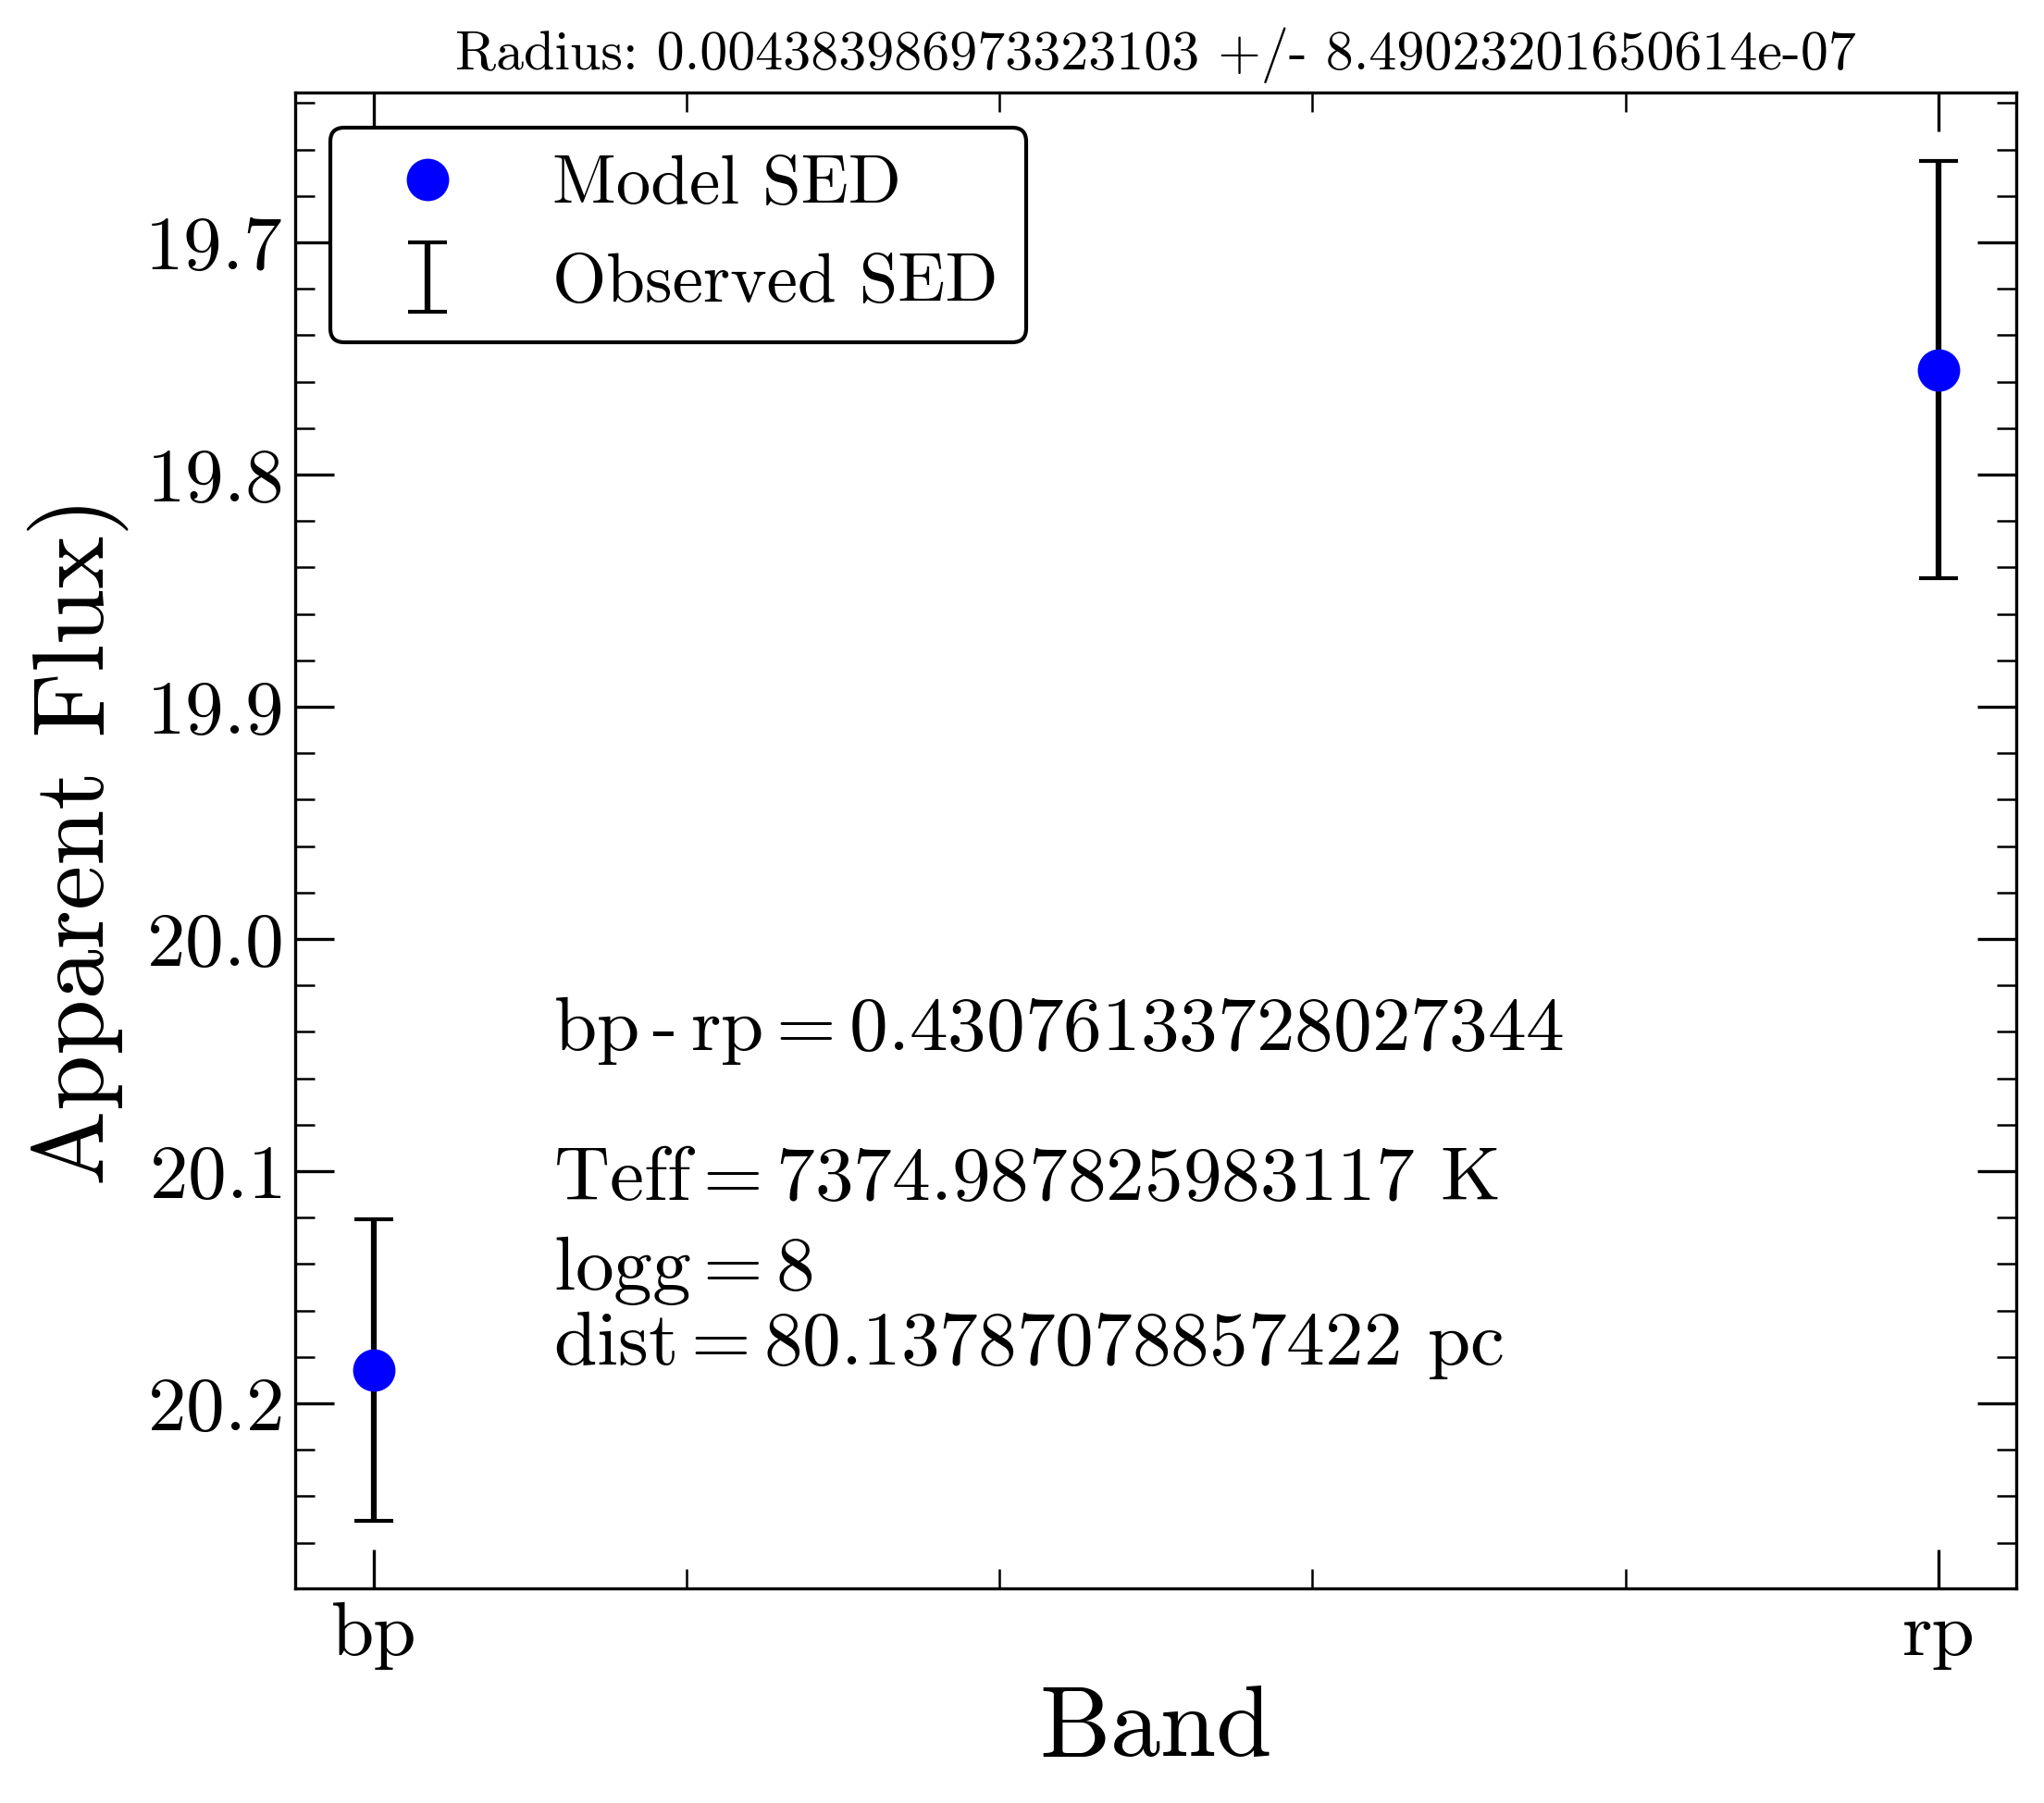 Radius: 0.004383986973323103 +/- 8.49023201650614e-07
Model SED
Observed SED
19.7
19.8
19.9
20.0
20.1
20.2
Apparent Flux)
bp - rp = 0.4307613372802​7344
Teff = 7374.987825983117 K
logg = 8
dist = 80.13787078857422 pc
bp
rp
Band